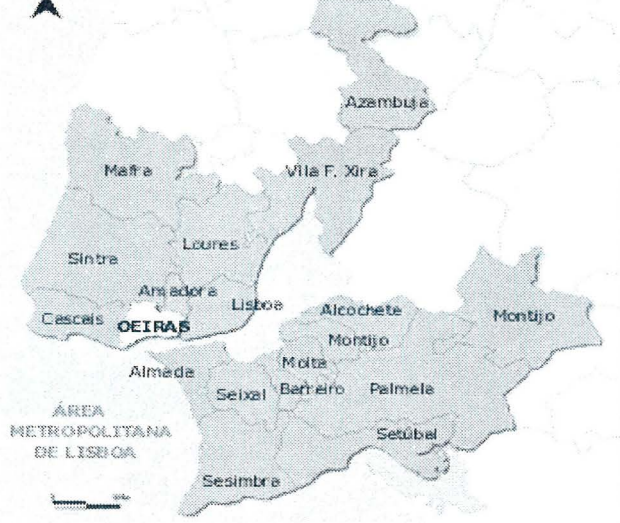 Azambuja
Mafra
Vila F. Xira
Loures
Sintra
Amadora
Lisboa
Cascais
OEIRAS
Alcochete
Montijo
Montijo
Almada
Moita
Seixal
Barreiro
Palmela
ÁREA
METROPOLITANA
DE LISBOA
Setúbal
Sesimbra